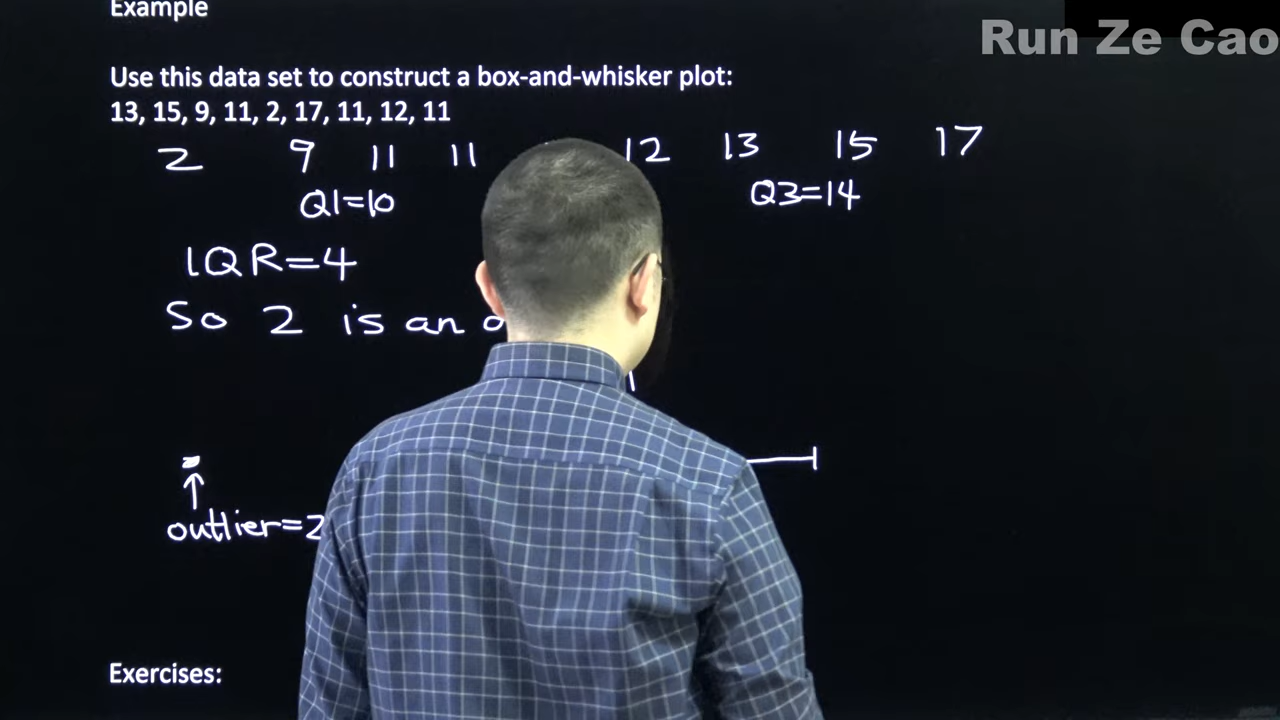 Example
Run Ze Cao
Use this data set to construct a box-and-whisker plot:
13, 15, 9, 11, 2, 17, 11, 12, 11
2 9 11 11 12 13 15 17
Q1=10 Q3=14
IQR=4
So 2 is an
outlier=2
Exercises: